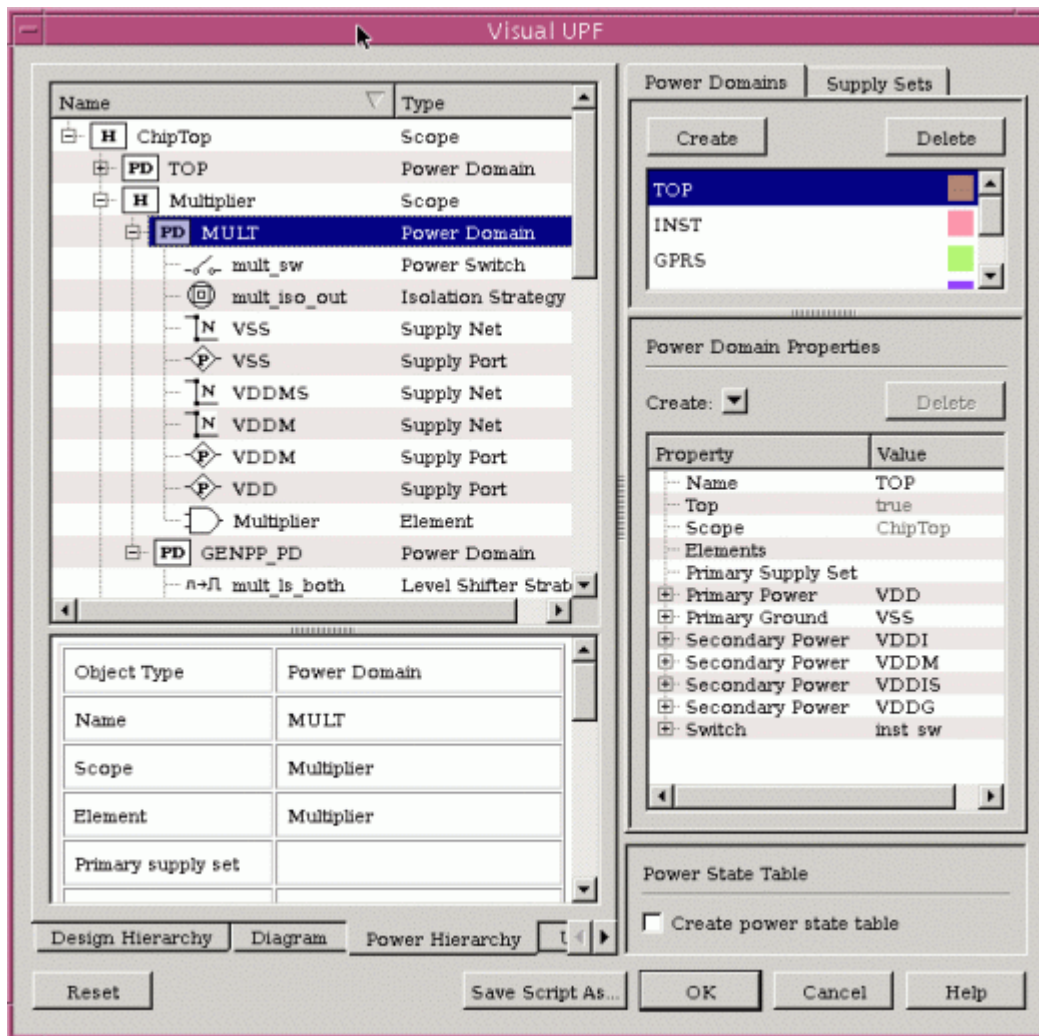 Visual UPF
Name Type
H ChipTop Scope
PD TOP Power Domain
H Multiplier Scope
PD MULT Power Domain
mult_sw Power Switch
mult_iso_out Isolation Strategy
N VSS Supply Net
P VSS Supply Port
N VDDMS Supply Net
N VDDM Supply Net
P VDDM Supply Port
P VDD Supply Port
Multiplier Element
PD GENPP_PD Power Domain
mult_ls_both Level Shifter Strat
Object Type Power Domain
Name MULT
Scope Multiplier
Element Multiplier
Primary supply set
Design Hierarchy Diagram Power Hierarchy
Power Domains Supply Sets
Create Delete
TOP
INST
GPRS
Power Domain Properties
Create: Delete
Property Value
Name TOP
Top true
Scope ChipTop
Elements
Primary Supply Set
Primary Power VDD
Primary Ground VSS
Secondary Power VDDI
Secondary Power VDDM
Secondary Power VDDIS
Secondary Power VDDG
Switch inst sw
Power State Table
Create power state table
Reset Save Script As... OK Cancel Help